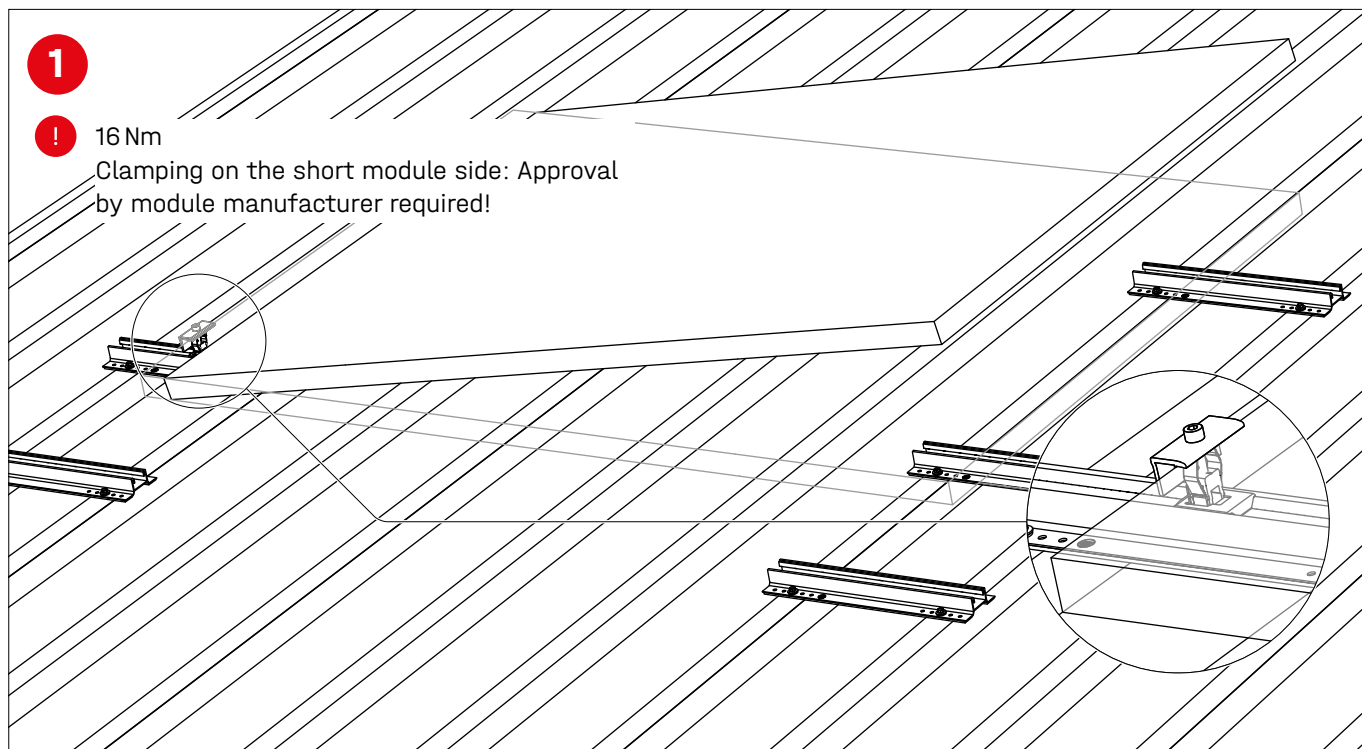 1
!
16 Nm
Clamping on the short module side: Approval
by module manufacturer required!